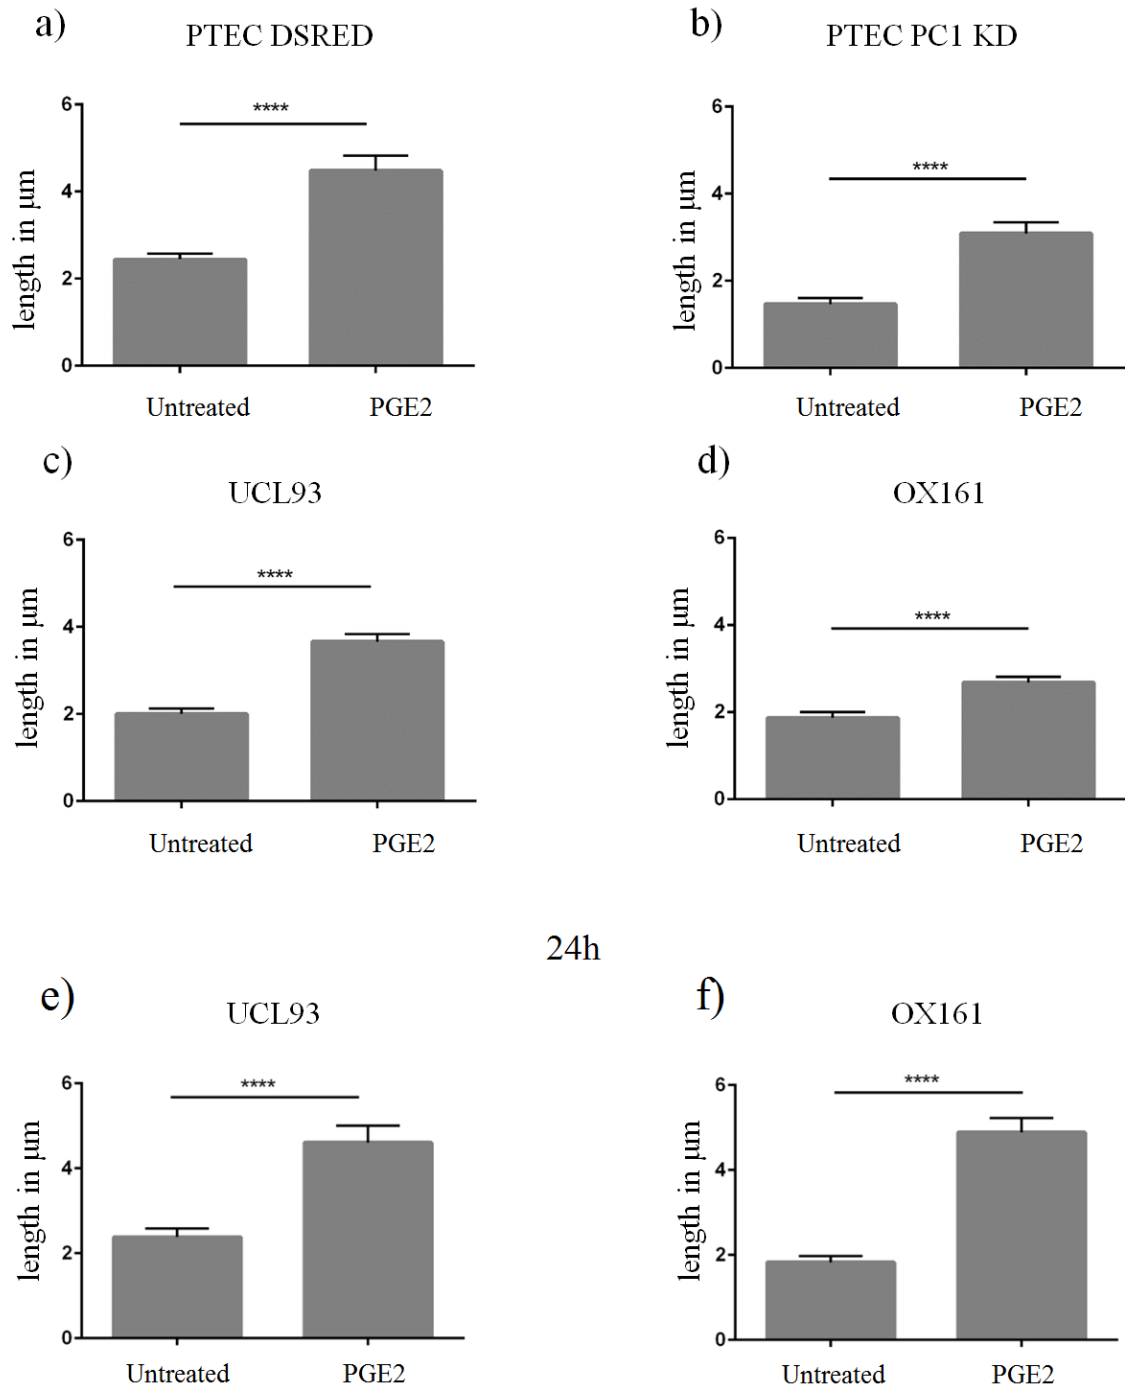 a)
PTEC DSRED
6
4
2
0
length in µm
****
Untreated PGE2
b)
PTEC PC1 KD
6
4
2
0
length in µm
****
Untreated PGE2
c)
UCL93
6
4
2
0
length in µm
****
Untreated PGE2
d)
OX161
6
4
2
0
length in µm
****
Untreated PGE2
24h
e)
UCL93
6
4
2
0
length in µm
****
Untreated PGE2
f)
OX161
6
4
2
0
length in µm
****
Untreated PGE2